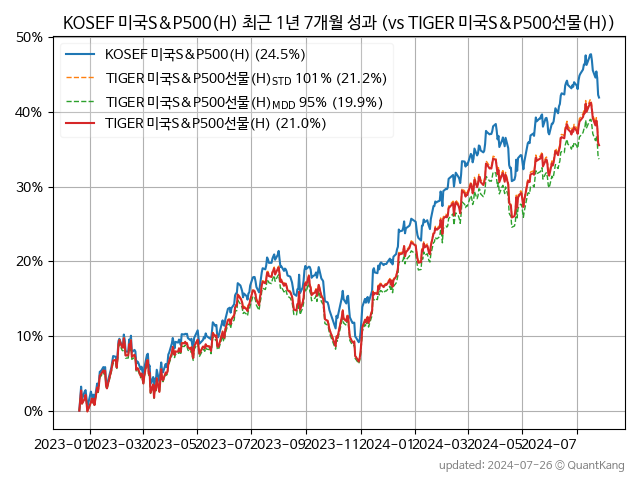 KOSEF 미국S&P500(H) 최근 1년 7개월 성과 (vs TIGER 미국S&P500선물(H))
50%
40%
30%
20%
10%
0%
KOSEF 미국S&P500(H) (24.5%)
TIGER 미국S&P500선물(H)STD 101% (21.2%)
TIGER 미국S&P500선물(H)MDD 95% (19.9%)
TIGER 미국S&P500선물(H) (21.0%)
2023-01 2023-03 2023-05 2023-07 2023-09 2023-11 2024-01 2024-03 2024-05 2024-07
updated: 2024-07-26 © QuantKang